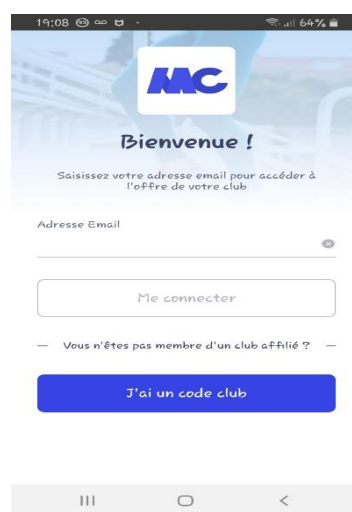 19:08
64%
MC
Bienvenue !
Saisissez votre adresse email pour accéder à
l'offre de votre club
Adresse Email
Me connecter
— Vous n'êtes pas membre d'un club affilié ? —
J'ai un code club